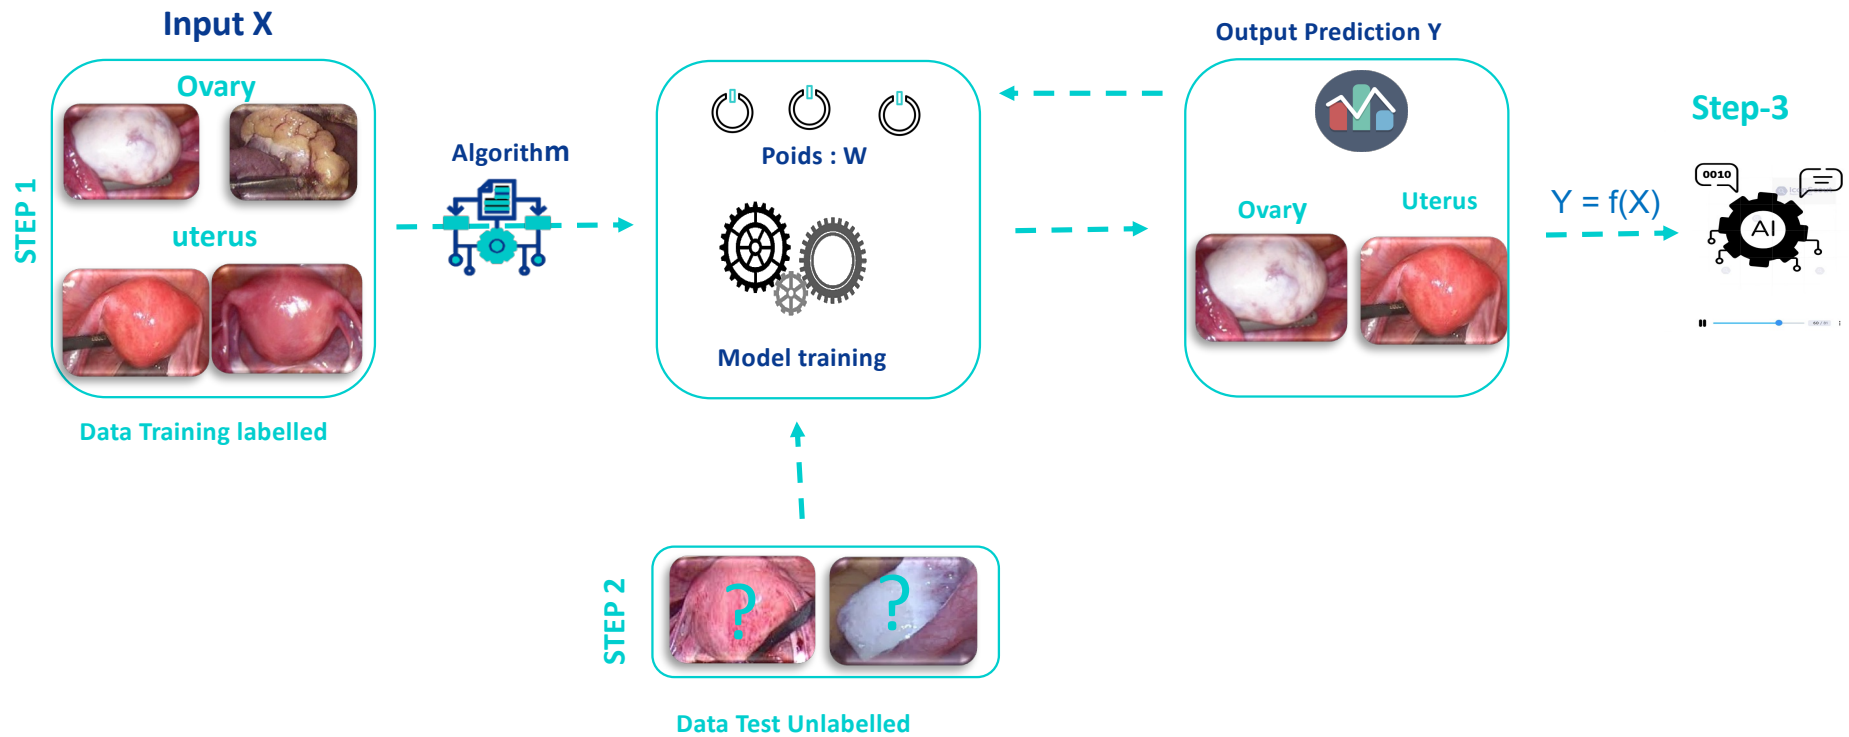 Input X
Ovary
uterus
STEP 1
Data Training labelled
Algorithm
Poids : W
Model training
Output Prediction Y
Ovary
Uterus
Y = f(X)
Step-3
0010
AI
STEP 2
?
?
Data Test Unlabelled